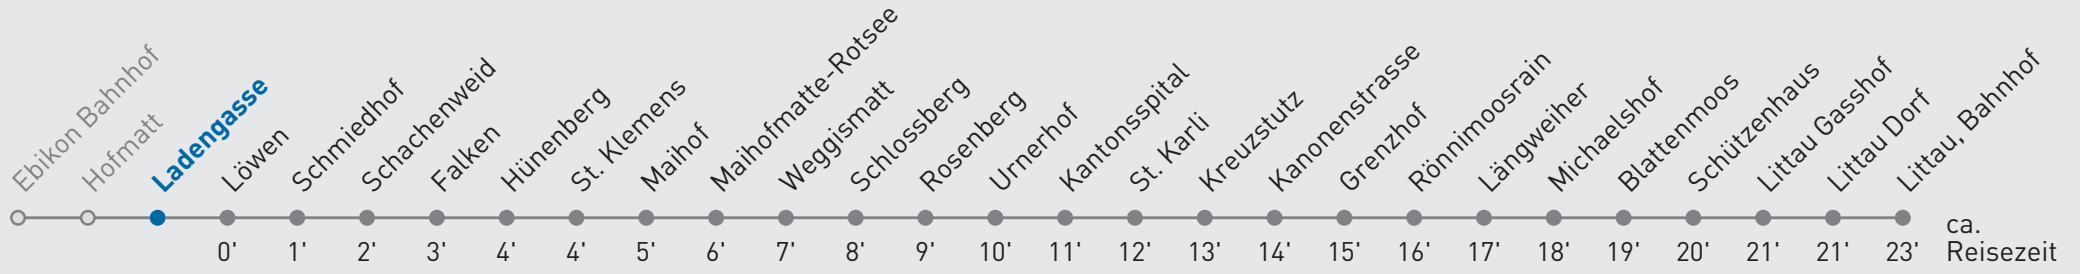 Ebikon Bahnhof
Hofmatt
Ladengasse
Löwen
Schmiedhof
Schachenweid
Falken
Hünenberg
St. Klemens
Maihof
Maihofmatte-Rotsee
Weggismatt
Schlossberg
Rosenberg
Urnerhof
Kantonsspital
St. Karli
Kreuzstutz
Kanonenstrasse
Grenzhof
Rönnimoosrain
Längweiher
Michaelshof
Blattenmoos
Schützenhaus
Littau Gasshof
Littau Dorf
Littau, Bahnhof
0' 1' 2' 3' 4' 4' 5' 6' 7' 8' 9' 10' 11' 12' 13' 14' 15' 16' 17' 18' 19' 20' 21' 21' 23'
ca.
Reisezeit